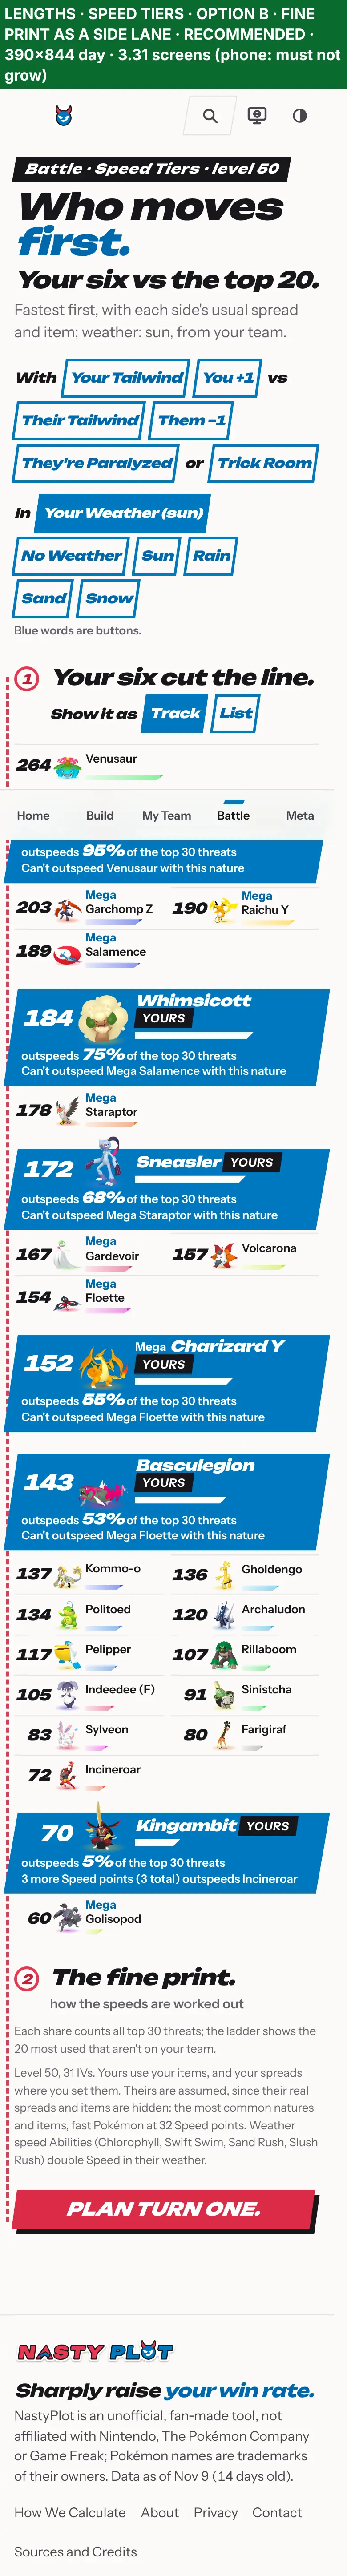 LENGTHS · SPEED TIERS · OPTION B · FINE
PRINT AS A SIDE LANG · RECOMMENDED ·
390×844 day · 3.31 screens (phone: must not
grow)
Battle · Speed Tiers · level 50
Who moves
first.
Your six vs the top 20.
Fastest first, with each side's usual spread
and item; weather: sun, from your team.
With Your Tailwind You +1 vs
Their Tailwind Them −1
They're Paralyzed or Trick Room
In Your Weather (sun)
No Weather Sun Rain
Sand Snow
Blue words are buttons.
1 Your six cut the line.
Show it as Track List
264 Venusaur
Home Build My Team Battle Meta
outspeeds 95% of the top 30 threats
Can't outspeed Venusaur with this nature
203 Mega Garchomp Z 190 Mega Raichu Y
189 Mega Salamence
184 Whimsicott
YOURS
outspeeds 75% of the top 30 threats
Can't outspeed Mega Salamence with this nature
178 Mega Staraptor
172 Sneasler YOURS
outspeeds 68% of the top 30 threats
Can't outspeed Mega Staraptor with this nature
167 Mega Gardevoir 157 Volcarona
154 Mega Floette
152 Mega Charizard Y
YOURS
outspeeds 55% of the top 30 threats
Can't outspeed Mega Floette with this nature
143 Basculegion
YOURS
outspeeds 53% of the top 30 threats
Can't outspeed Mega Floette with this nature
137 Kommo-o 136 Gholdengo
134 Politoed 120 Archaludon
117 Pelipper 107 Rillaboom
105 Indeedee (F) 91 Sinistcha
83 Sylveon 80 Farigiraf
72 Incineroar
70 Kingambit YOURS
outspeeds 5% of the top 30 threats
3 more Speed points (3 total) outspeeds Incineroar
60 Mega Golisopod
2 The fine print.
how the speeds are worked out
Each share counts all top 30 threats; the ladder shows the
20 most used that aren't on your team.
Level 50, 31 IVs. Yours use your items, and your spreads
where you set them. Theirs are assumed, since their real
spreads and items are hidden: the most common natures
and items, fast Pokémon at 32 Speed points. Weather
speed Abilities (Chlorophyll, Swift Swim, Sand Rush, Slush
Rush) double Speed in their weather.
PLAN TURN ONE.
NASTY PLOT
Sharply raise your win rate.
NastyPlot is an unofficial, fan-made tool, not
affiliated with Nintendo, The Pokémon Company
or Game Freak; Pokémon names are trademarks
of their owners. Data as of Nov 9 (14 days old).
How We Calculate About Privacy Contact
Sources and Credits